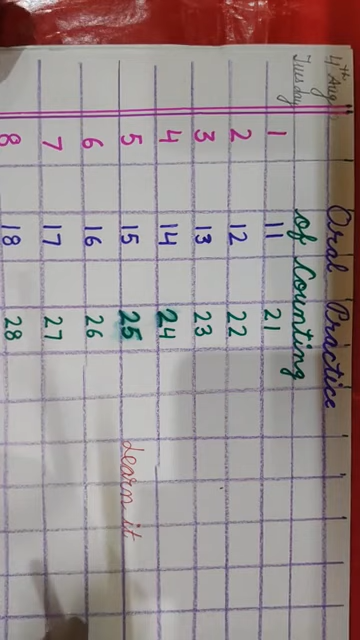 4th Aug
Tuesday
Oral Practice
of Counting
1 11 21
2 12 22
3 13 23
4 14 24
5 15 25
6 16 26
7 17 27
8 18 28
Learn it